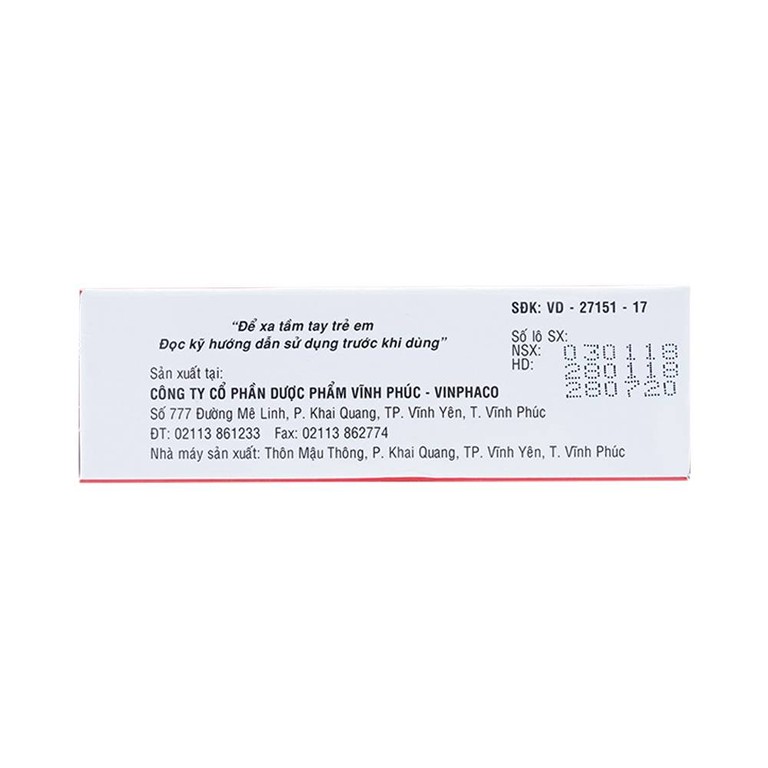 "Để xa tầm tay trẻ em
Đọc kỹ hướng dẫn sử dụng trước khi dùng"
Sản xuất tại:
CÔNG TY CỔ PHẦN DƯỢC PHẨM VĨNH PHÚC - VINPHACO
Số 777 Đường Mê Linh, P. Khai Quang, TP. Vĩnh Yên, T. Vĩnh Phúc
ĐT: 02113 861233 Fax: 02113 862774
Nhà máy sản xuất: Thôn Mậu Thông, P. Khai Quang, TP. Vĩnh Yên, T. Vĩnh Phúc
SĐK: VD - 27151 - 17
Số lô SX: 030118
NSX: 280118
HD: 280720